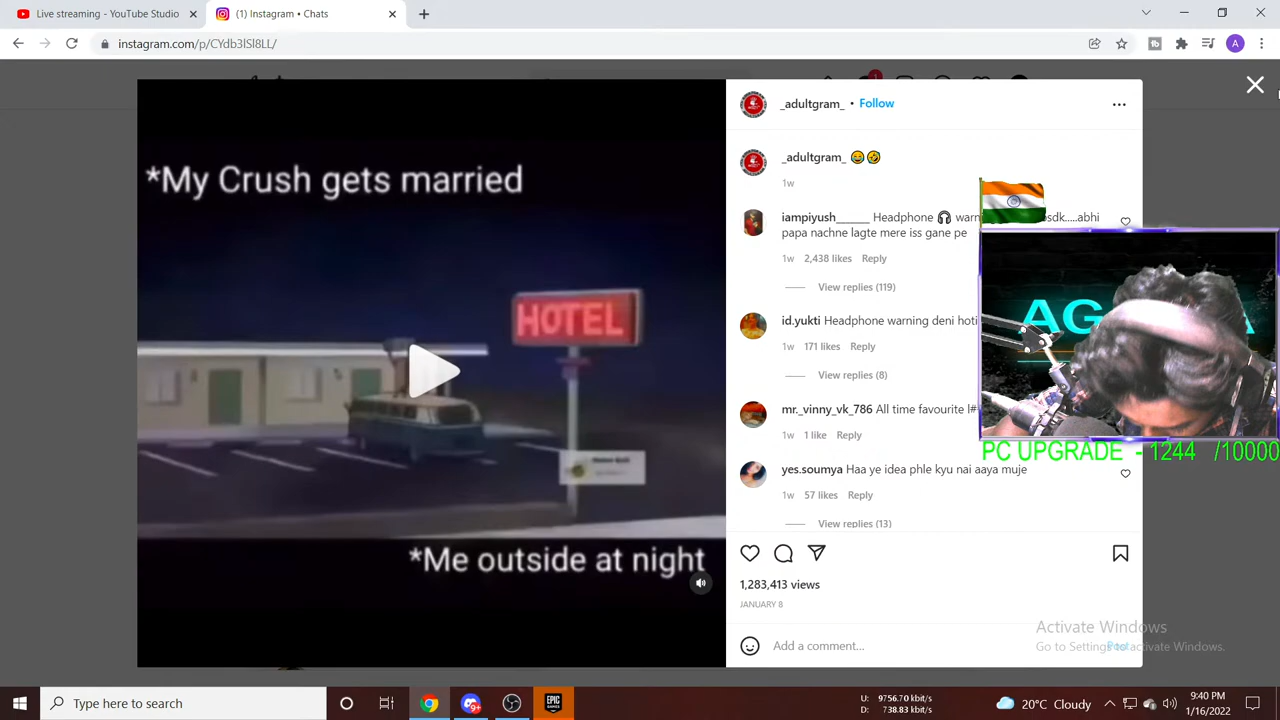 Live streaming - YouTube Studio
(1) Instagram • Chats
instagram.com/p/CYdb3ISl8LL/
A
*My Crush gets married
HOTEL
*Me outside at night
_adultgram_ • Follow
_adultgram_ 😂🤣
1w
iampiyush______ Headphone 🎧
sdk.....abhi
papa nachne lagte mere iss gane pe
1w 2,438 likes Reply
View replies (119)
id.yukti Headphone warning deni hoti
1w 171 likes Reply
View replies (8)
mr._vinny_vk_786 All time favourite
1w 1 like Reply
yes.soumya Haa ye idea phle kyu nai aaya muje
1w 57 likes Reply
View replies (13)
1,283,413 views
JANUARY 8
Add a comment...
Post
AG
A
PC UPGRADE - 1244 /10000
Activate Windows
Go to Settings to activate Windows.
Type here to search
EPIC GAMES
U: 9756.70 kbit/s
D: 738.83 kbit/s
20°C Cloudy
9:40 PM
1/16/2022